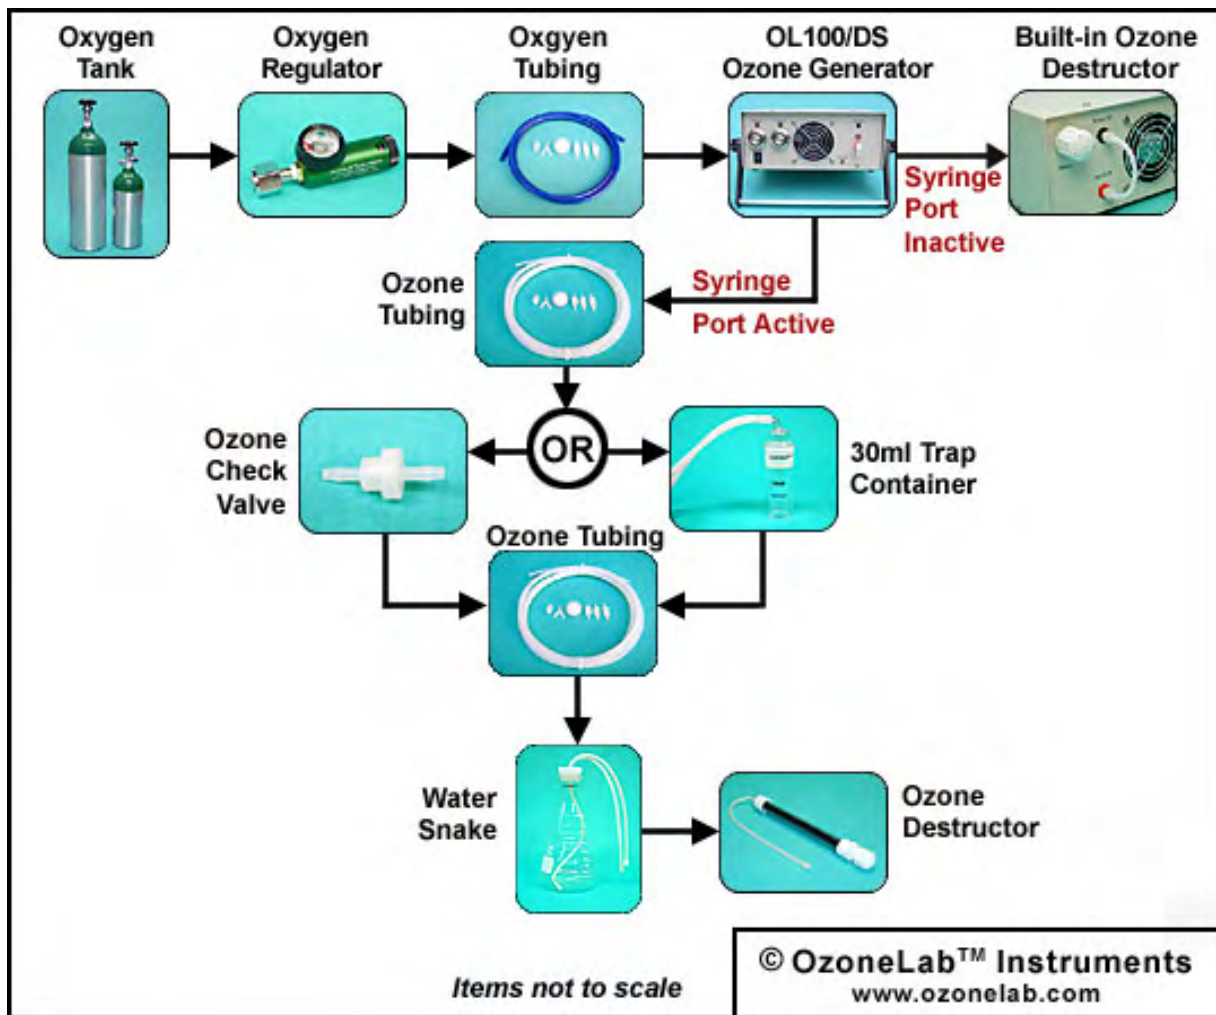 Oxygen
Tank
Oxygen
Regulator
Oxgyen
Tubing
OL100/DS
Ozone Generator
Built-in Ozone
Destructor
Syringe
Port
Inactive
Ozone
Tubing
Syringe
Port Active
Ozone
Check
Valve
OR
30ml Trap
Container
Ozone Tubing
Water
Snake
Ozone
Destructor
Items not to scale
© OzoneLab™ Instruments
www.ozonelab.com